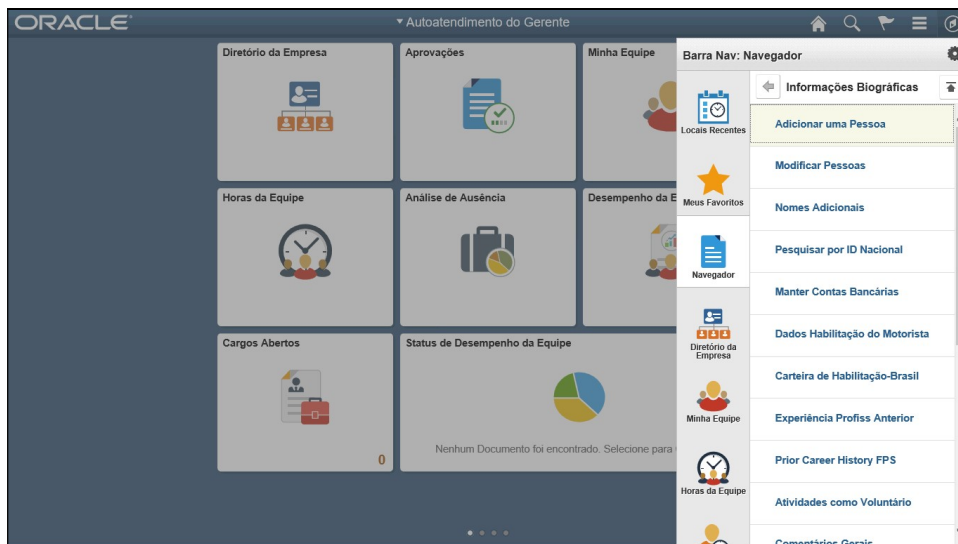 ORACLE
Autoatendimento do Gerente
Diretório da Empresa
Aprovações
Minha Equipe
Horas da Equipe
Análise de Ausência
Desempenho da E
Cargos Abertos
0
Status de Desempenho da Equipe
Nenhum Documento foi encontrado. Selecione para
Barra Nav: Navegador
Locais Recentes
Meus Favoritos
Navegador
Diretório da
Empresa
Minha Equipe
Horas da Equipe
Informações Biográficas
Adicionar uma Pessoa
Modificar Pessoas
Nomes Adicionais
Pesquisar por ID Nacional
Manter Contas Bancárias
Dados Habilitação do Motorista
Carteira de Habilitação-Brasil
Experiência Profiss Anterior
Prior Career History FPS
Atividades como Voluntário
Comentários Gerais